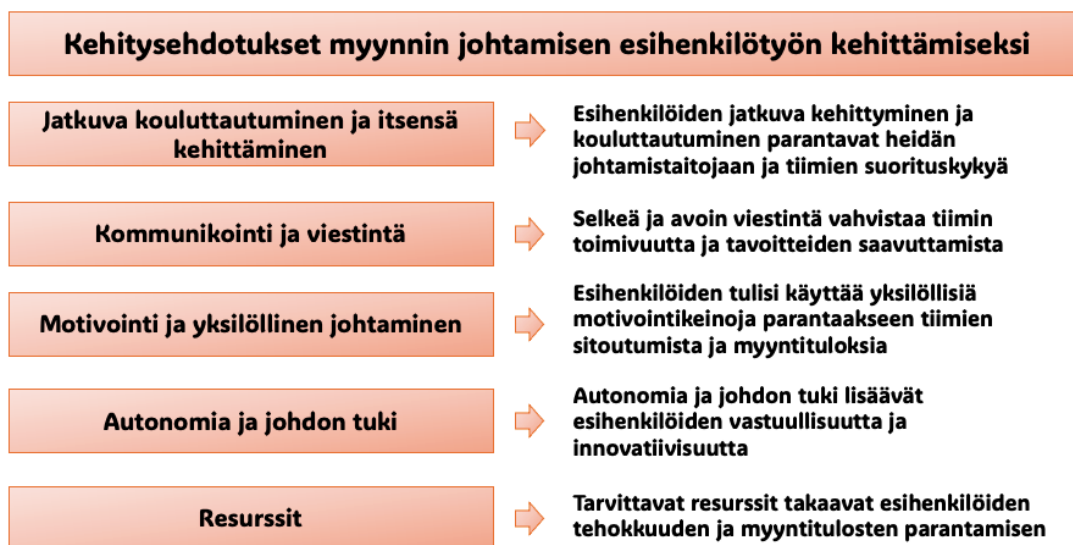 Kehitysehdotukset myynnin johtamisen esihenkilötyön kehittämiseksi
Jatkuva kouluttautuminen ja itsensä
kehittäminen
Esihenkilöiden jatkuva kehittyminen ja
kouluttautuminen parantavat heidän
johtamistaitojaan ja tiimien suorituskykyä
Kommunikointi ja viestintä
Selkeä ja avoin viestintä vahvistaa tiimin
toimivuutta ja tavoitteiden saavuttamista
Motivointi ja yksilöllinen johtaminen
Esihenkilöiden tulisi käyttää yksilöllisiä
motivointikeinoja parantaakseen tiimien
sitoutumista ja myyntituloksia
Autonomia ja johdon tuki
Autonomia ja johdon tuki lisäävät
esihenkilöiden vastuullisuutta ja
innovatiivisuutta
Resurssit
Tarvittavat resurssit takaavat esihenkilöiden
tehokkuuden ja myyntitulosten parantamisen